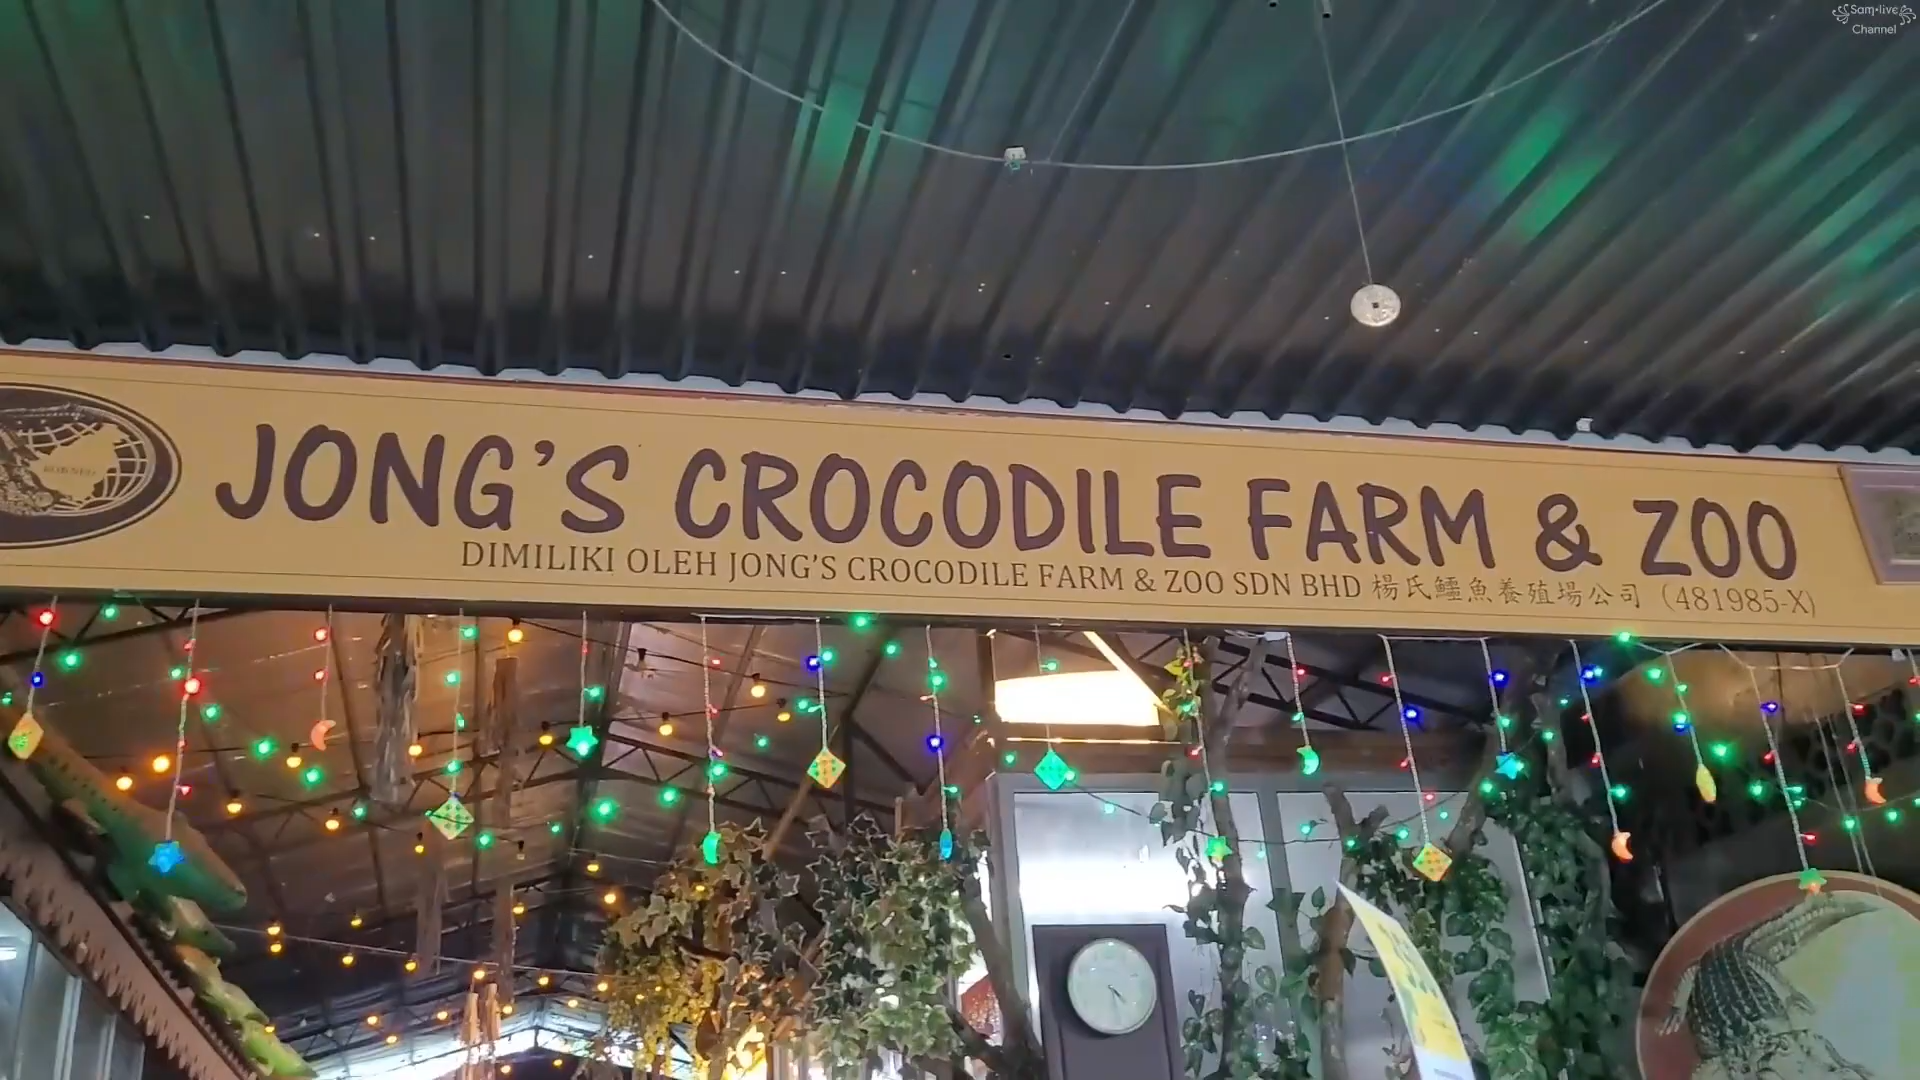 Sam•live
Channel
JONG'S CROCODILE FARM & ZOO
DIMILIKI OLEH JONG'S CROCODILE FARM & ZOO SDN BHD 楊氏鱷魚養殖場公司 (481985-X)